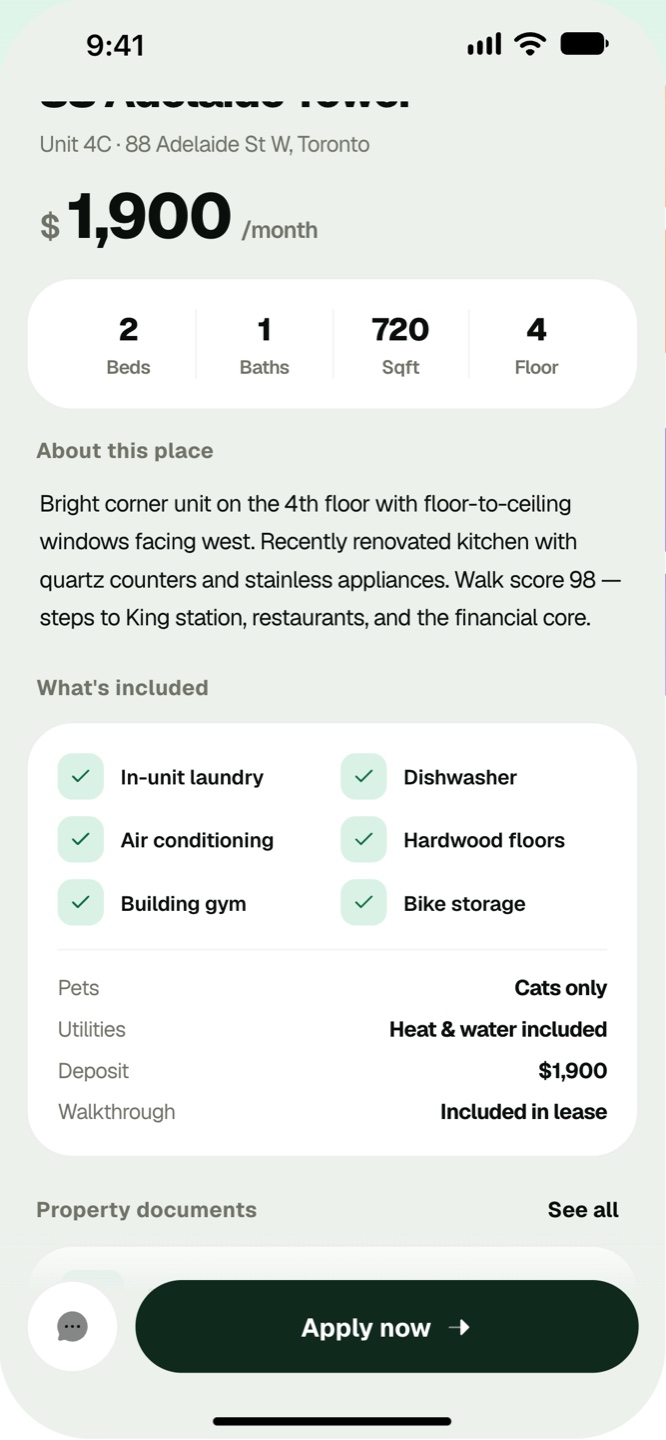 9:41
88 Adelaide Tower
Unit 4C · 88 Adelaide St W, Toronto
$1,900 /month
2 1 720 4
Beds Baths Sqft Floor
About this place
Bright corner unit on the 4th floor with floor-to-ceiling
windows facing west. Recently renovated kitchen with
quartz counters and stainless appliances. Walk score 98 —
steps to King station, restaurants, and the financial core.
What's included
In-unit laundry Dishwasher
Air conditioning Hardwood floors
Building gym Bike storage
Pets Cats only
Utilities Heat & water included
Deposit $1,900
Walkthrough Included in lease
Property documents See all
Apply now →